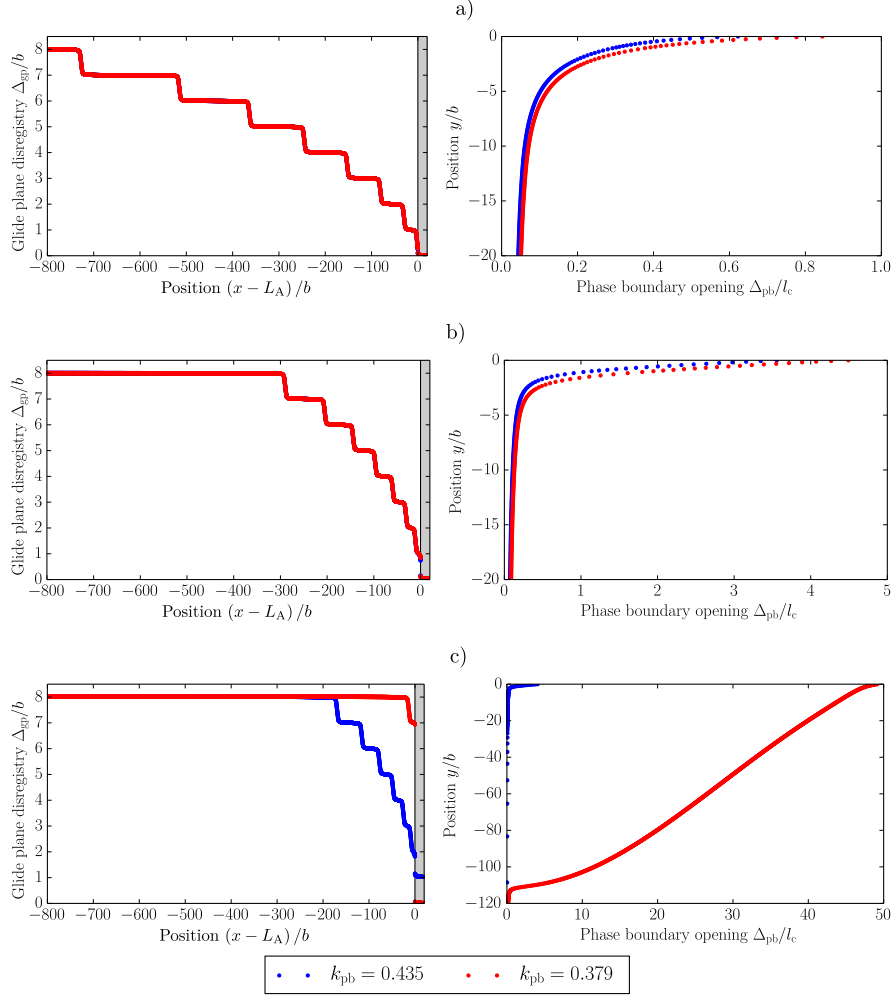 a)
8
7
6
5
4
3
2
1
0
Glide plane disregistry Δgp/b
−800 −700 −600 −500 −400 −300 −200 −100 0
Position (x − LA)/b
0
−5
−10
−15
−20
Position y/b
0.0 0.2 0.4 0.6 0.8 1.0
Phase boundary opening Δpb/lc
b)
8
7
6
5
4
3
2
1
0
Glide plane disregistry Δgp/b
−800 −700 −600 −500 −400 −300 −200 −100 0
Position (x − LA)/b
0
−5
−10
−15
−20
Position y/b
0 1 2 3 4 5
Phase boundary opening Δpb/lc
c)
8
7
6
5
4
3
2
1
0
Glide plane disregistry Δgp/b
−800 −700 −600 −500 −400 −300 −200 −100 0
Position (x − LA)/b
0
−20
−40
−60
−80
−100
−120
Position y/b
0 10 20 30 40 50
Phase boundary opening Δpb/lc
kpb = 0.435 kpb = 0.379